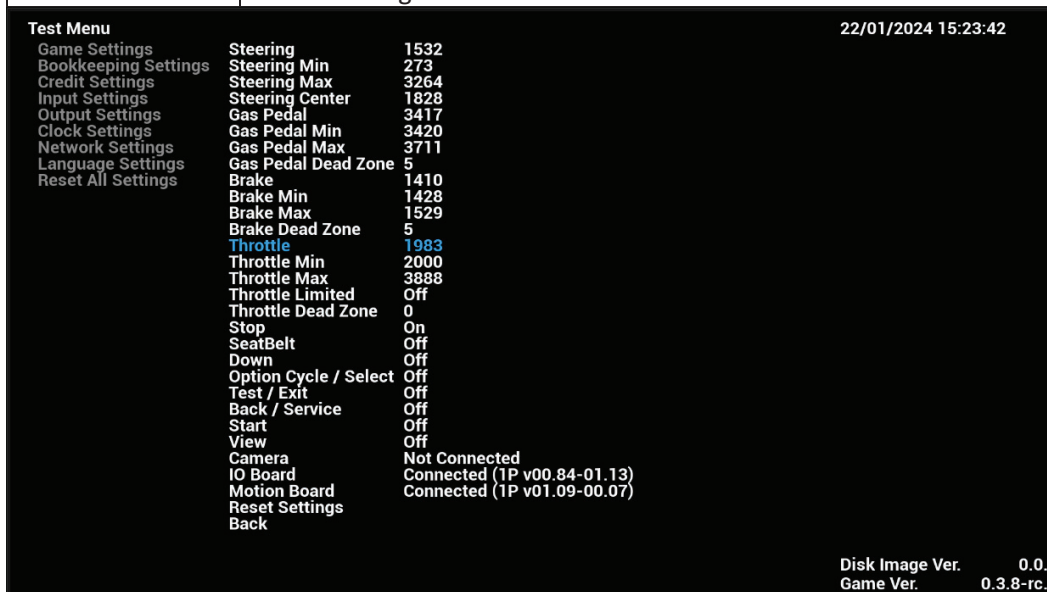 Test Menu 22/01/2024 15:23:42
Game Settings Steering 1532
Bookkeeping Settings Steering Min 273
Credit Settings Steering Max 3264
Input Settings Steering Center 1828
Output Settings Gas Pedal 3417
Clock Settings Gas Pedal Min 3420
Network Settings Gas Pedal Max 3711
Language Settings Gas Pedal Dead Zone 5
Reset All Settings Brake 1410
Brake Min 1428
Brake Max 1529
Brake Dead Zone 5
Throttle 1983
Throttle Min 2000
Throttle Max 3888
Throttle Limited Off
Throttle Dead Zone 0
Stop On
SeatBelt Off
Down Off
Option Cycle / Select Off
Test / Exit Off
Back / Service Off
Start Off
View Off
Camera Not Connected
IO Board Connected (1P v00.84-01.13)
Motion Board Connected (1P v01.09-00.07)
Reset Settings
Back
Disk Image Ver. 0.0.
Game Ver. 0.3.8-rc.